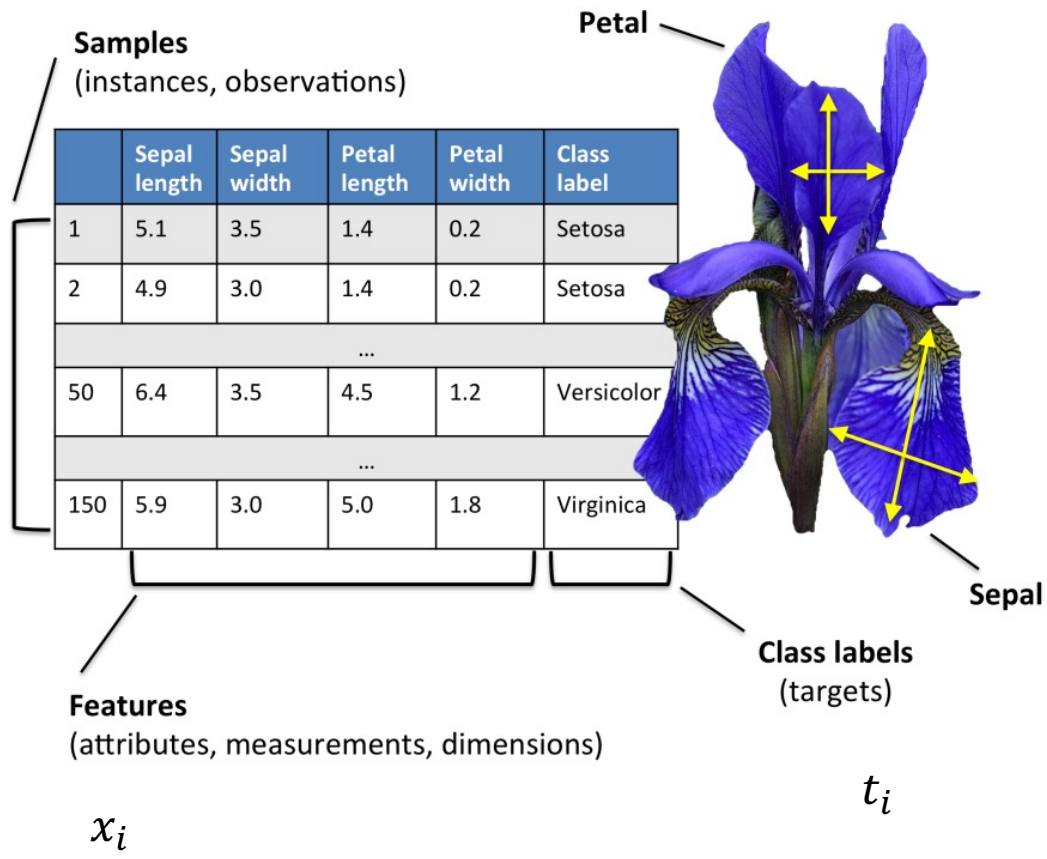 Samples
(instances, observations)
Petal
Sepal length Sepal width Petal length Petal width Class label
1 5.1 3.5 1.4 0.2 Setosa
2 4.9 3.0 1.4 0.2 Setosa
...
50 6.4 3.5 4.5 1.2 Versicolor
...
150 5.9 3.0 5.0 1.8 Virginica
Sepal
Class labels
(targets)
Features
(attributes, measurements, dimensions)
t_i
x_i